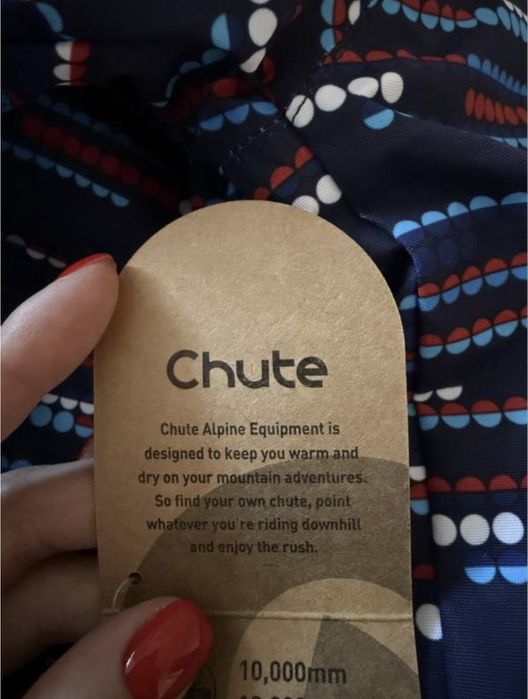 Chute
Chute Alpine Equipment is
designed to keep you warm and
dry on your mountain adventures.
So find your own chute, point
whatever you're riding downhill
and enjoy the rush.
10,000mm